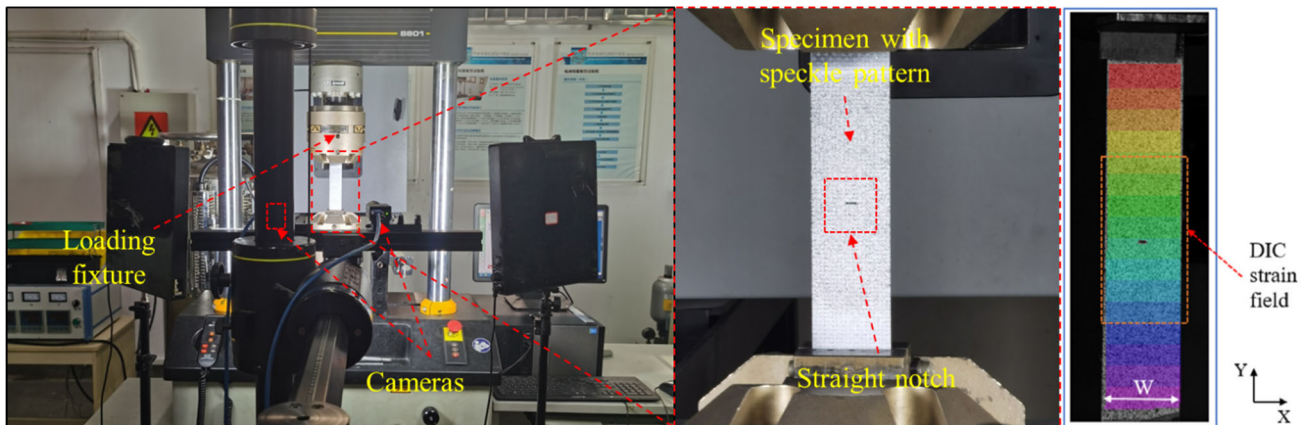 8801
Loading
fixture
Cameras
Specimen with
speckle pattern
Straight notch
W
DIC
strain
field
Y
X